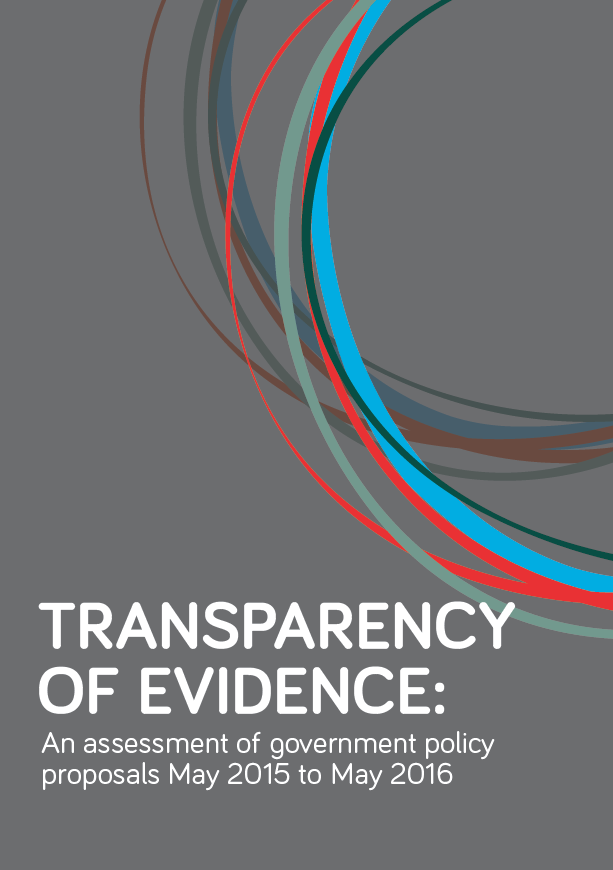 TRANSPARENCY
OF EVIDENCE:
An assessment of government policy
proposals May 2015 to May 2016